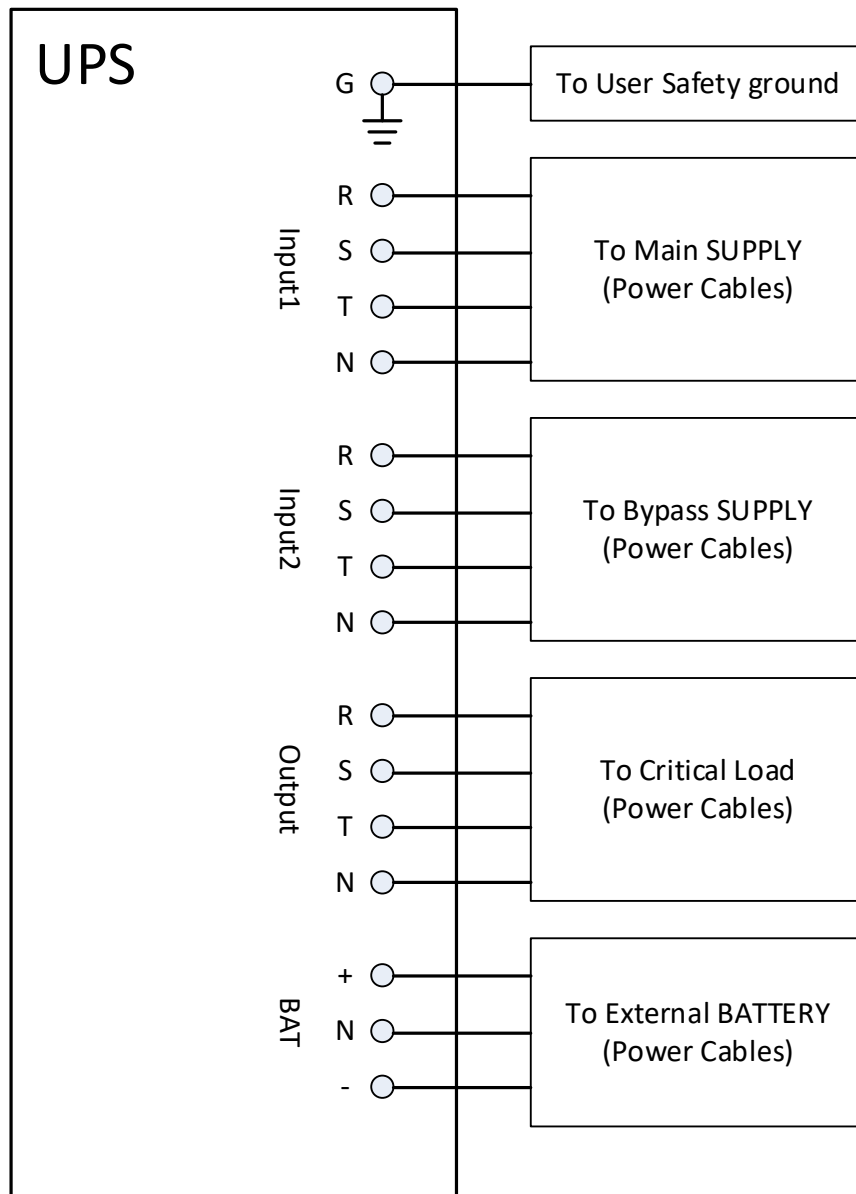 UPS
G
To User Safety ground
Input1
R
S
T
N
To Main SUPPLY
(Power Cables)
Input2
R
S
T
N
To Bypass SUPPLY
(Power Cables)
Output
R
S
T
N
To Critical Load
(Power Cables)
BAT
+
N
-
To External BATTERY
(Power Cables)